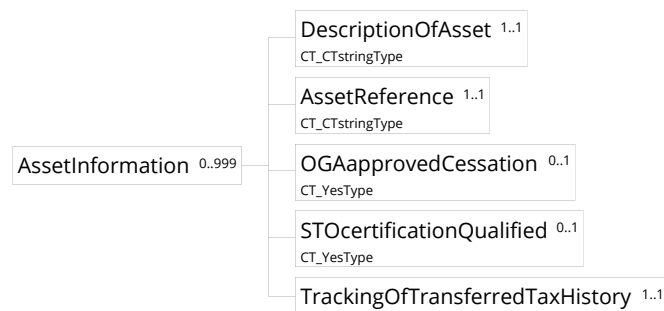 DescriptionOfAsset 1..1
CT_CTstringType
AssetReference 1..1
CT_CTstringType
AssetInformation 0..999
OGAapprovedCessation 0..1
CT_YesType
STOcertificationQualified 0..1
CT_YesType
TrackingOfTransferredTaxHistory 1..1